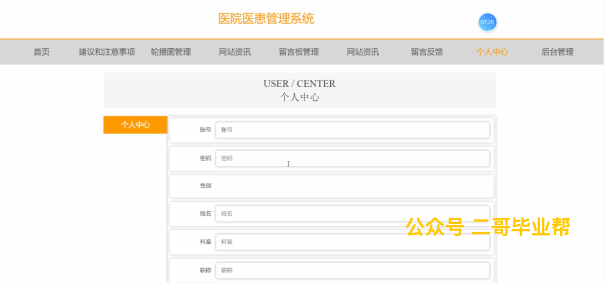 医院医患管理系统
07:20
首页 建议和注意事项 轮播图管理 网站资讯 留言板管理 网站资讯 留言反馈 个人中心 后台管理
USER / CENTER
个人中心
个人中心
账号 账号
密码 密码
性别
姓名 姓名
公众号 二哥毕业帮
科室 科室
职称 职称